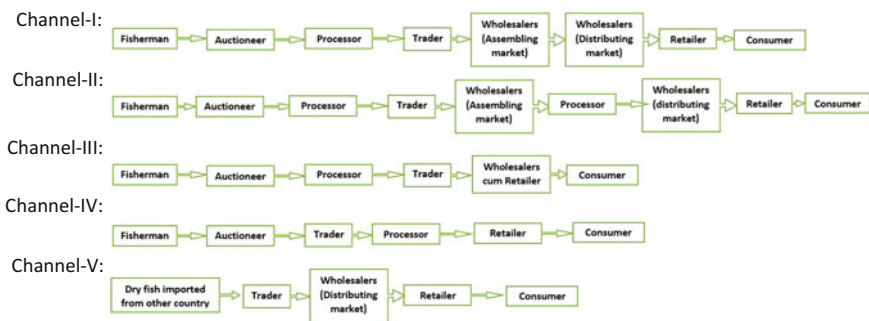 Channel-I:
Fisherman Auctioneer Processor Trader Wholesalers (Assembling market) Wholesalers (Distributing market) Retailer Consumer
Channel-II:
Fisherman Auctioneer Processor Trader Wholesalers (Assembling market) Processor Wholesalers (distributing market) Retailer Consumer
Channel-III:
Fisherman Auctioneer Processor Trader Wholesalers cum Retailer Consumer
Channel-IV:
Fisherman Auctioneer Trader Processor Retailer Consumer
Channel-V:
Dry fish imported from other country Trader Wholesalers (Distributing market) Retailer Consumer